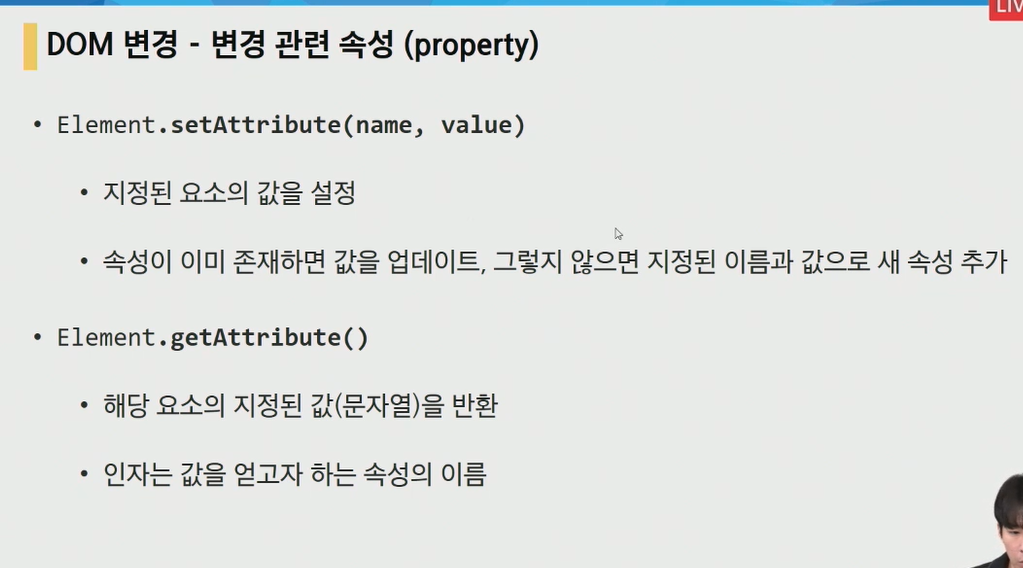 LIV
DOM 변경 - 변경 관련 속성 (property)
• Element.setAttribute(name, value)
• 지정된 요소의 값을 설정
• 속성이 이미 존재하면 값을 업데이트, 그렇지 않으면 지정된 이름과 값으로 새 속성 추가
• Element.getAttribute()
• 해당 요소의 지정된 값(문자열)을 반환
• 인자는 값을 얻고자 하는 속성의 이름